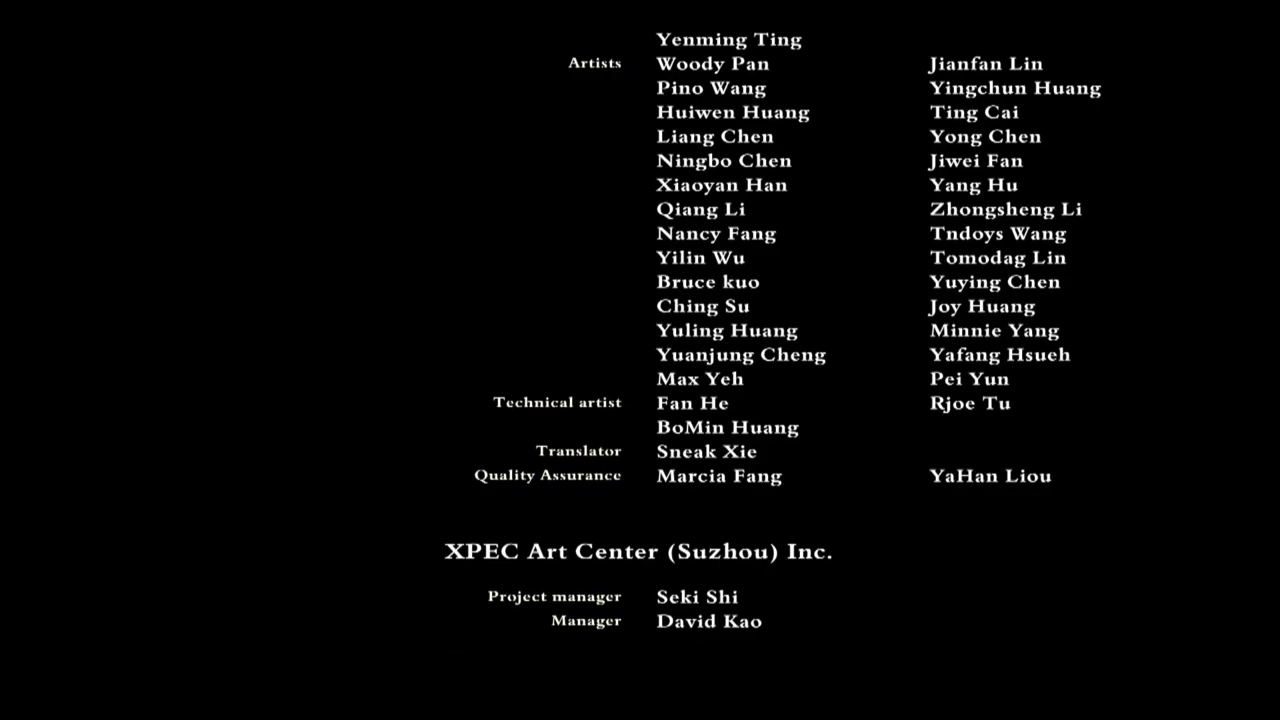 Yenming Ting
Artists Woody Pan Jianfan Lin
Pino Wang Yingchun Huang
Huiwen Huang Ting Cai
Liang Chen Yong Chen
Ningbo Chen Jiwei Fan
Xiaoyan Han Yang Hu
Qiang Li Zhongsheng Li
Nancy Fang Tndoys Wang
Yilin Wu Tomodag Lin
Bruce kuo Yuying Chen
Ching Su Joy Huang
Yuling Huang Minnie Yang
Yuanjung Cheng Yafang Hsueh
Max Yeh Pei Yun
Technical artist Fan He Rjoe Tu
BoMin Huang
Translator Sneak Xie
Quality Assurance Marcia Fang YaHan Liou
XPEC Art Center (Suzhou) Inc.
Project manager Seki Shi
Manager David Kao